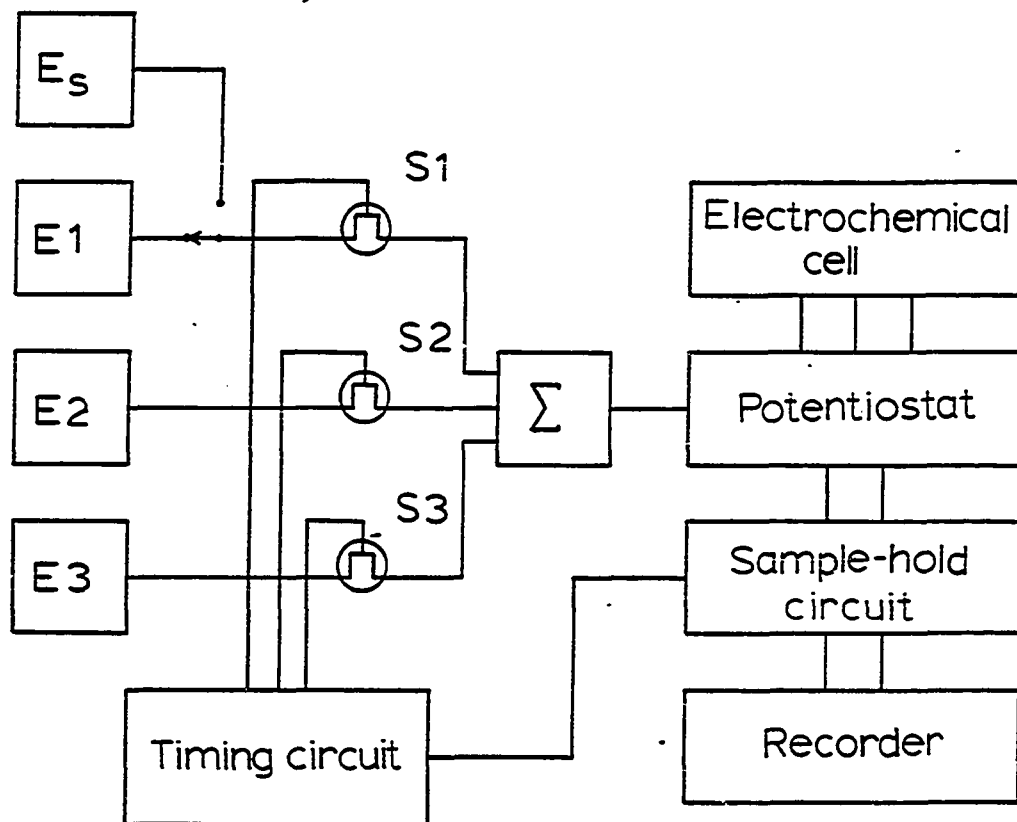 Es
E1
S1
Electrochemical
cell
E2
S2
Σ
Potentiostat
E3
S3
Sample-hold
circuit
Timing circuit
Recorder